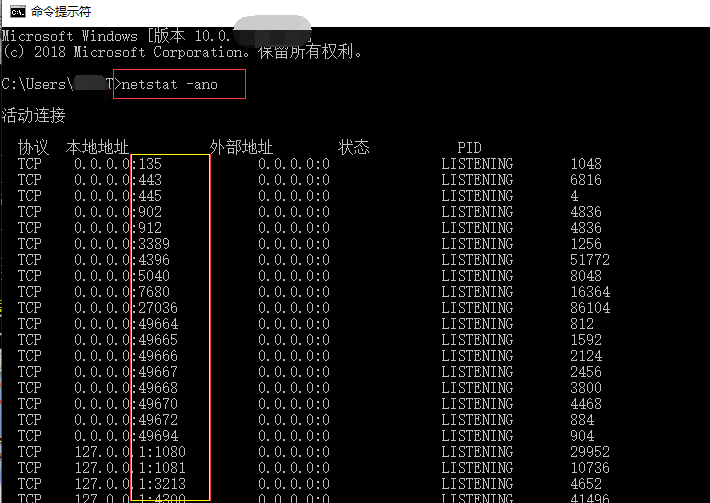 命令提示符
Microsoft Windows [版本 10.0.
(c) 2018 Microsoft Corporation。保留所有权利。
C:\Users\ T>netstat -ano
活动连接
协议 本地地址 外部地址 状态 PID
TCP 0.0.0.0:135 0.0.0.0:0 LISTENING 1048
TCP 0.0.0.0:443 0.0.0.0:0 LISTENING 6816
TCP 0.0.0.0:445 0.0.0.0:0 LISTENING 4
TCP 0.0.0.0:902 0.0.0.0:0 LISTENING 4836
TCP 0.0.0.0:912 0.0.0.0:0 LISTENING 4836
TCP 0.0.0.0:3389 0.0.0.0:0 LISTENING 1256
TCP 0.0.0.0:4396 0.0.0.0:0 LISTENING 51772
TCP 0.0.0.0:5040 0.0.0.0:0 LISTENING 8048
TCP 0.0.0.0:7680 0.0.0.0:0 LISTENING 16364
TCP 0.0.0.0:27036 0.0.0.0:0 LISTENING 86104
TCP 0.0.0.0:49664 0.0.0.0:0 LISTENING 812
TCP 0.0.0.0:49665 0.0.0.0:0 LISTENING 1592
TCP 0.0.0.0:49666 0.0.0.0:0 LISTENING 2124
TCP 0.0.0.0:49667 0.0.0.0:0 LISTENING 2456
TCP 0.0.0.0:49668 0.0.0.0:0 LISTENING 3800
TCP 0.0.0.0:49670 0.0.0.0:0 LISTENING 4468
TCP 0.0.0.0:49672 0.0.0.0:0 LISTENING 884
TCP 0.0.0.0:49694 0.0.0.0:0 LISTENING 904
TCP 127.0.0.1:1080 0.0.0.0:0 LISTENING 29952
TCP 127.0.0.1:1081 0.0.0.0:0 LISTENING 10736
TCP 127.0.0.1:3213 0.0.0.0:0 LISTENING 4652
TCP 127.0.0.1:4300 0.0.0.0:0 LISTENING 41496